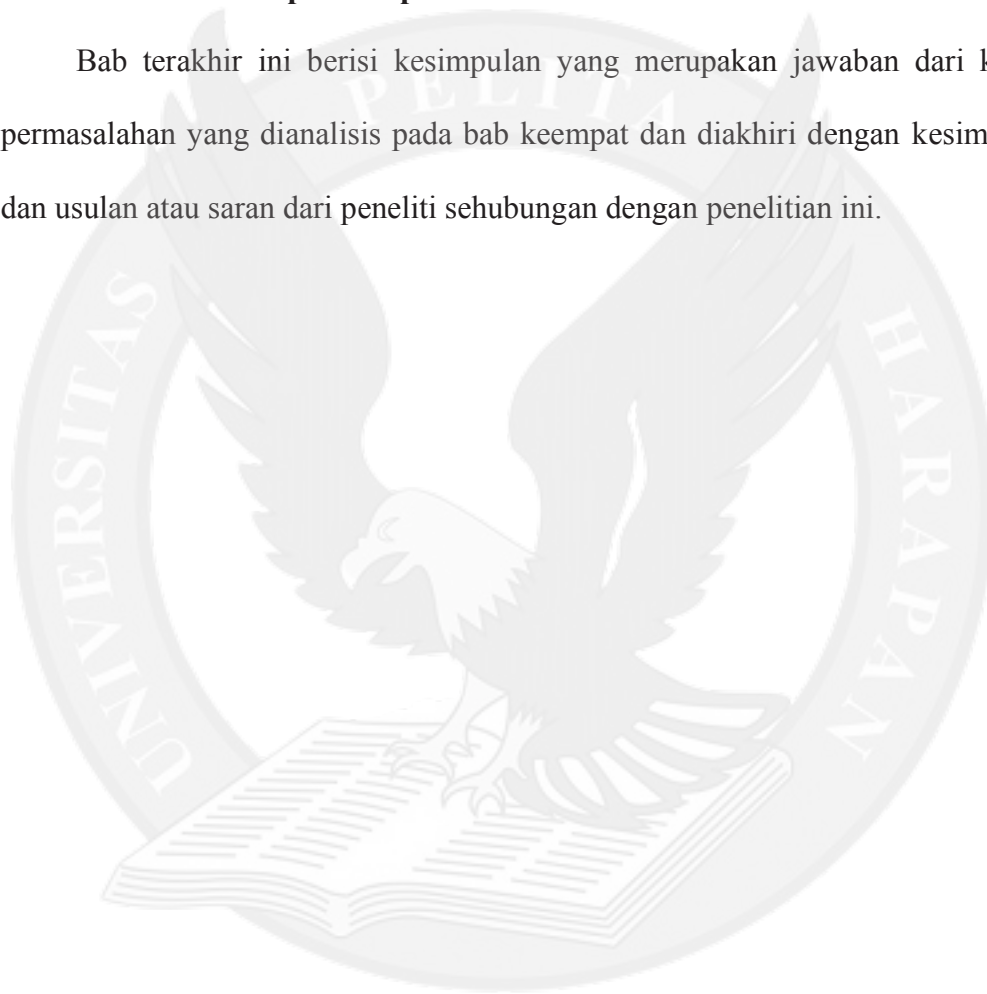 Bab terakhir ini berisi kesimpulan yang merupakan jawaban dari k
permasalahan yang dianalisis pada bab keempat dan diakhiri dengan kesim
dan usulan atau saran dari peneliti sehubungan dengan penelitian ini.
UNIVERSITAS PELITA HARAPAN